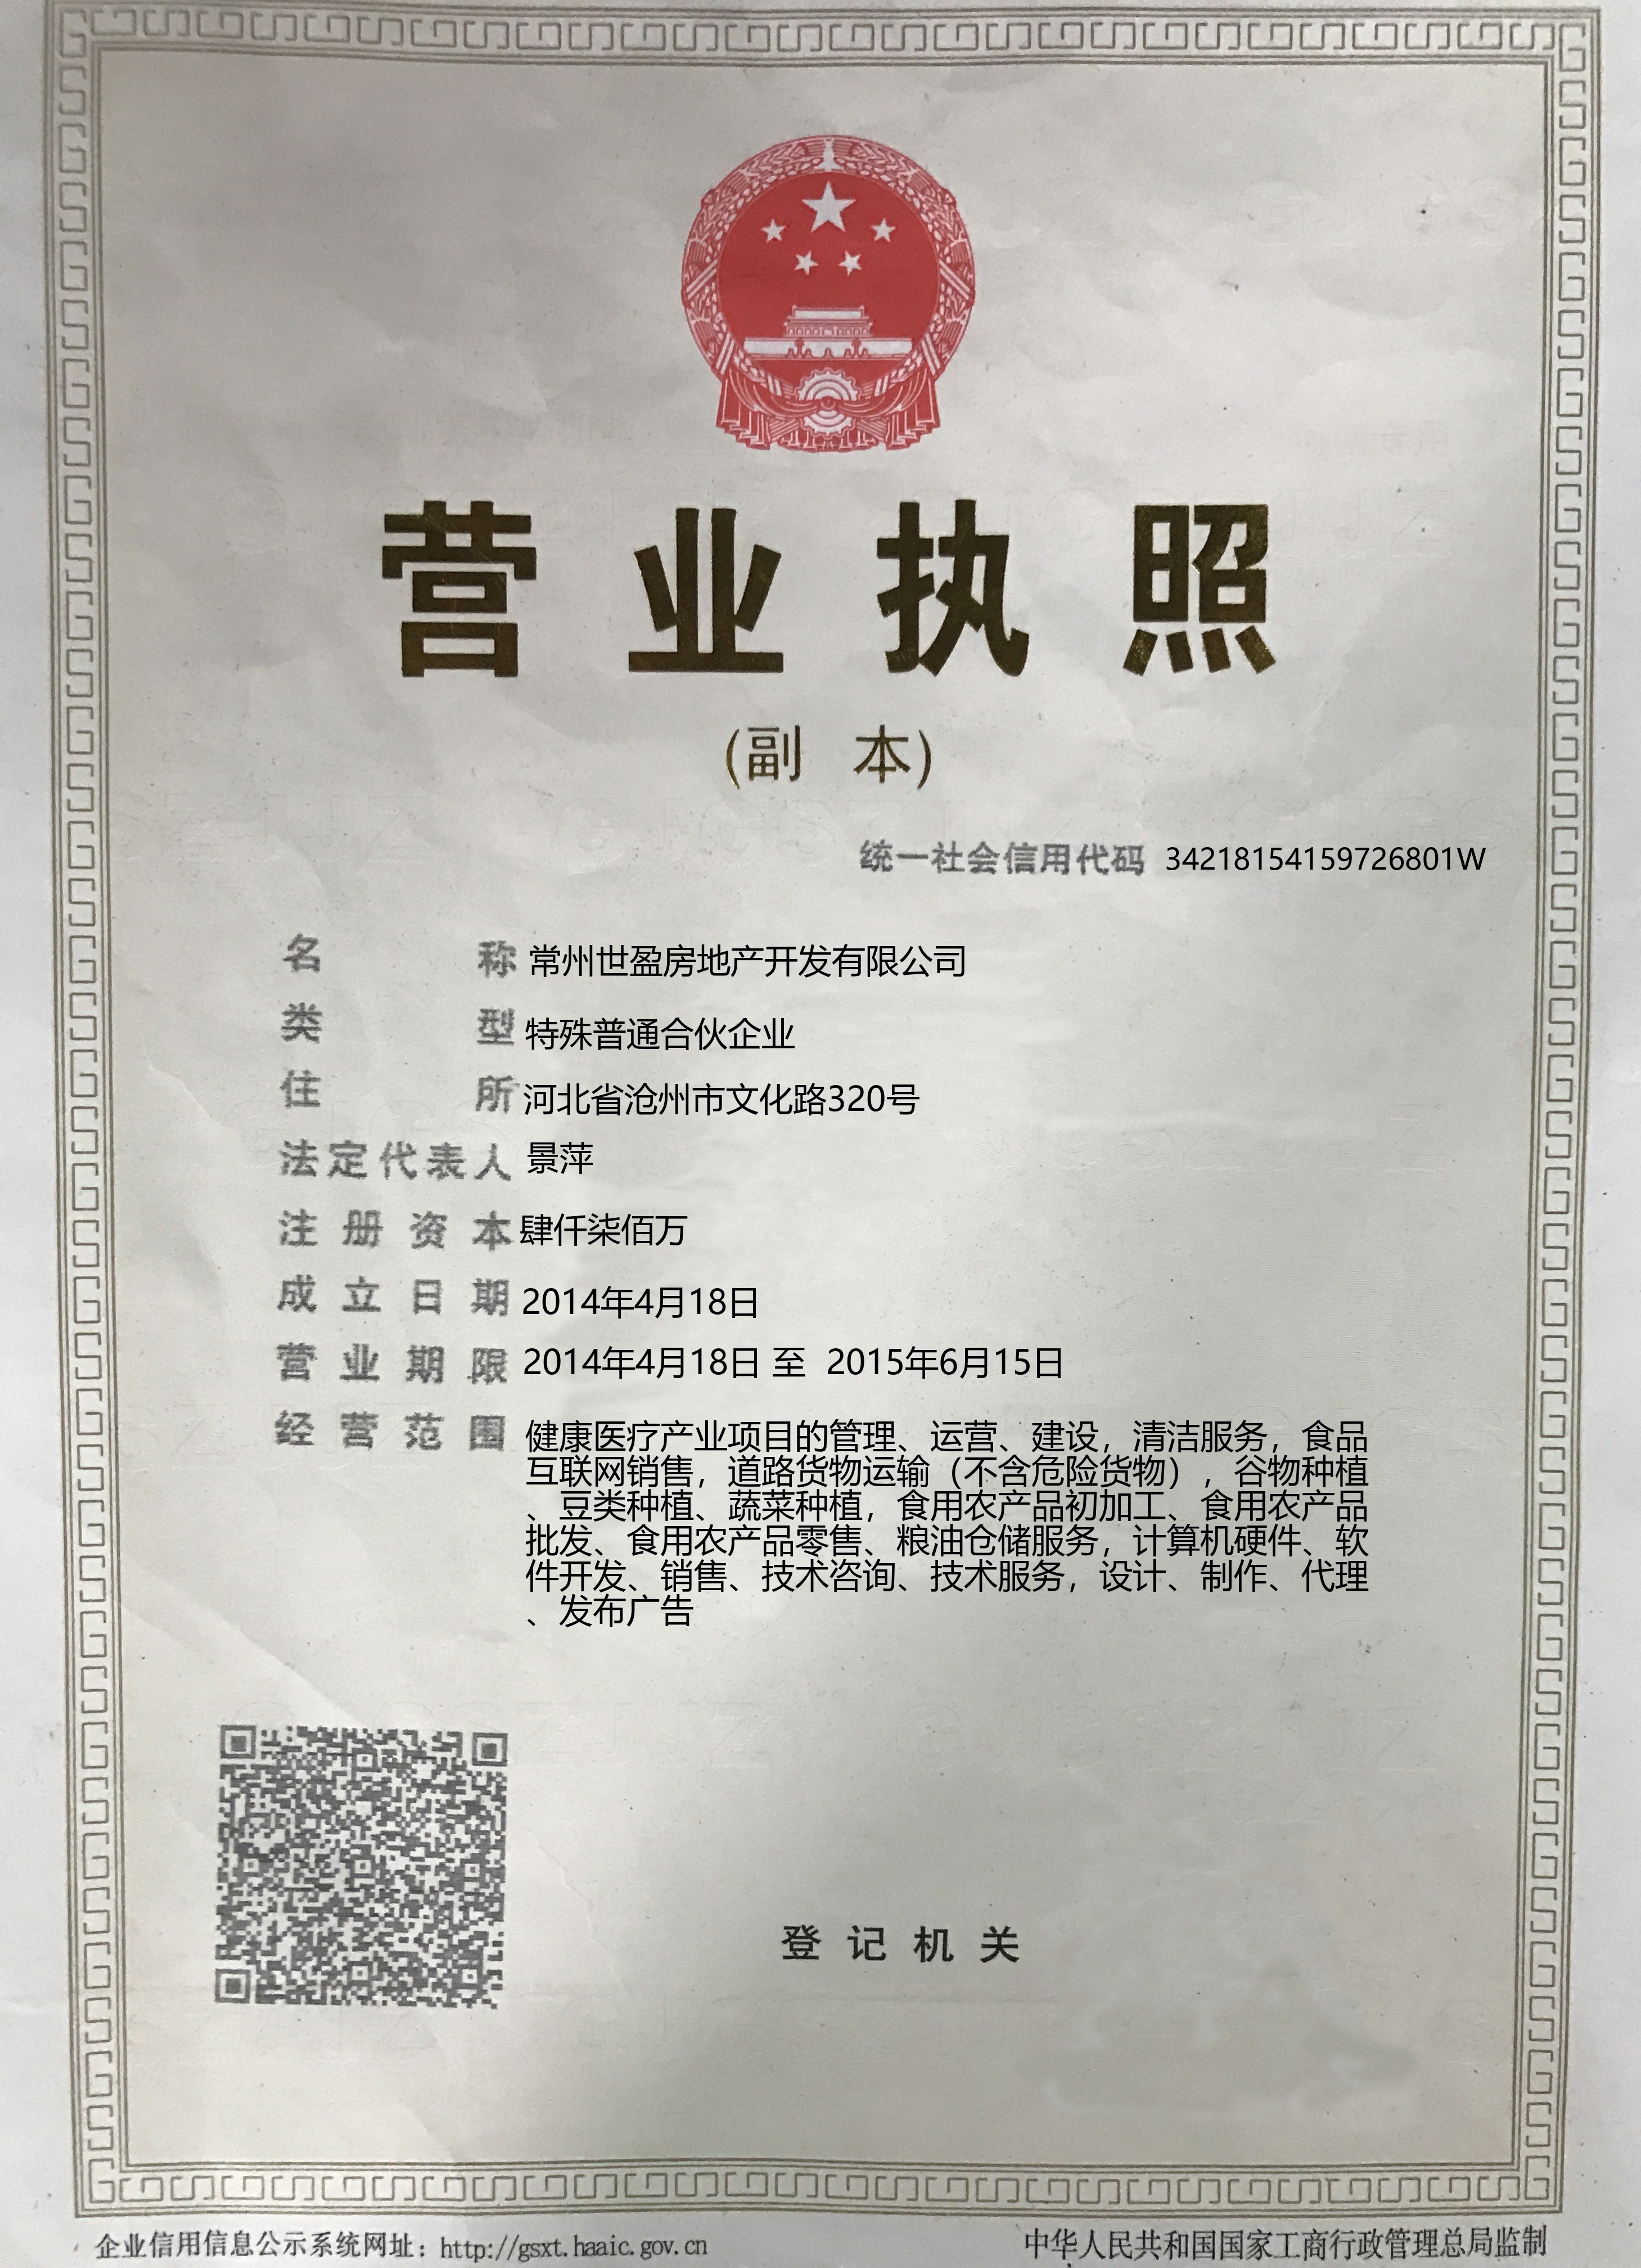 营业执照
(副 本)
统一社会信用代码 34218154159726801W
名 称 常州世盈房地产开发有限公司
类 型 特殊普通合伙企业
住 所 河北省沧州市文化路320号
法定代表人 景萍
注册资本 肆仟柒佰万
成立日期 2014年4月18日
营业期限 2014年4月18日 至 2015年6月15日
经营范围 健康医疗产业项目的管理、运营、建设，清洁服务，食品
互联网销售，道路货物运输（不含危险货物），谷物种植
、豆类种植、蔬菜种植，食用农产品初加工、食用农产品
批发、食用农产品零售、粮油仓储服务，计算机硬件、软
件开发、销售、技术咨询、技术服务，设计、制作、代理
、发布广告
登记机关
企业信用信息公示系统网址：http://gsxt.haaic.gov.cn
中华人民共和国国家工商行政管理总局监制